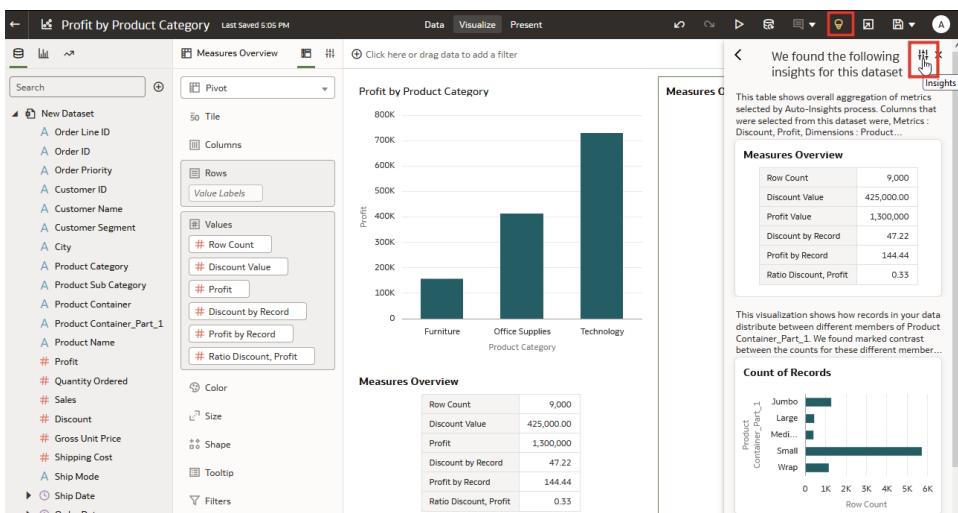 Profit by Product Category Last Saved 5:05 PM
Data Visualize Present
A
Search
New Dataset
A Order Line ID
A Order ID
A Order Priority
A Customer ID
A Customer Name
A Customer Segment
A City
A Product Category
A Product Sub Category
A Product Container
A Product Container_Part_1
A Product Name
# Profit
# Quantity Ordered
# Sales
# Discount
# Gross Unit Price
# Shipping Cost
A Ship Mode
Ship Date
Measures Overview
Pivot
Tile
Columns
Rows
Value Labels
# Values
# Row Count
# Discount Value
# Profit
# Discount by Record
# Profit by Record
# Ratio Discount, Profit
Color
Size
Shape
Tooltip
Filters
Click here or drag data to add a filter
Profit by Product Category
800K
700K
600K
500K
400K
300K
200K
100K
0
Profit
Furniture Office Supplies Technology
Product Category
Measures Overview
Row Count 9,000
Discount Value 425,000.00
Profit 1,300,000
Discount by Record 47.22
Profit by Record 144.44
Ratio Discount, Profit 0.33
Measures O
We found the following
insights for this dataset
Insights
This table shows overall aggregation of metrics
selected by Auto-Insights process. Columns that
were selected from this dataset were, Metrics :
Discount, Profit, Dimensions : Product...
Measures Overview
Row Count 9,000
Discount Value 425,000.00
Profit Value 1,300,000
Discount by Record 47.22
Profit by Record 144.44
Ratio Discount, Profit 0.33
This visualization shows how records in your data
distribute between different members of Product
Container_Part_1. We found marked contrast
between the counts for these different member...
Count of Records
Product
Container_Part_1
Jumbo
Large
Medi...
Small
Wrap
0 1K 2K 3K 4K 5K 6K
Row Count